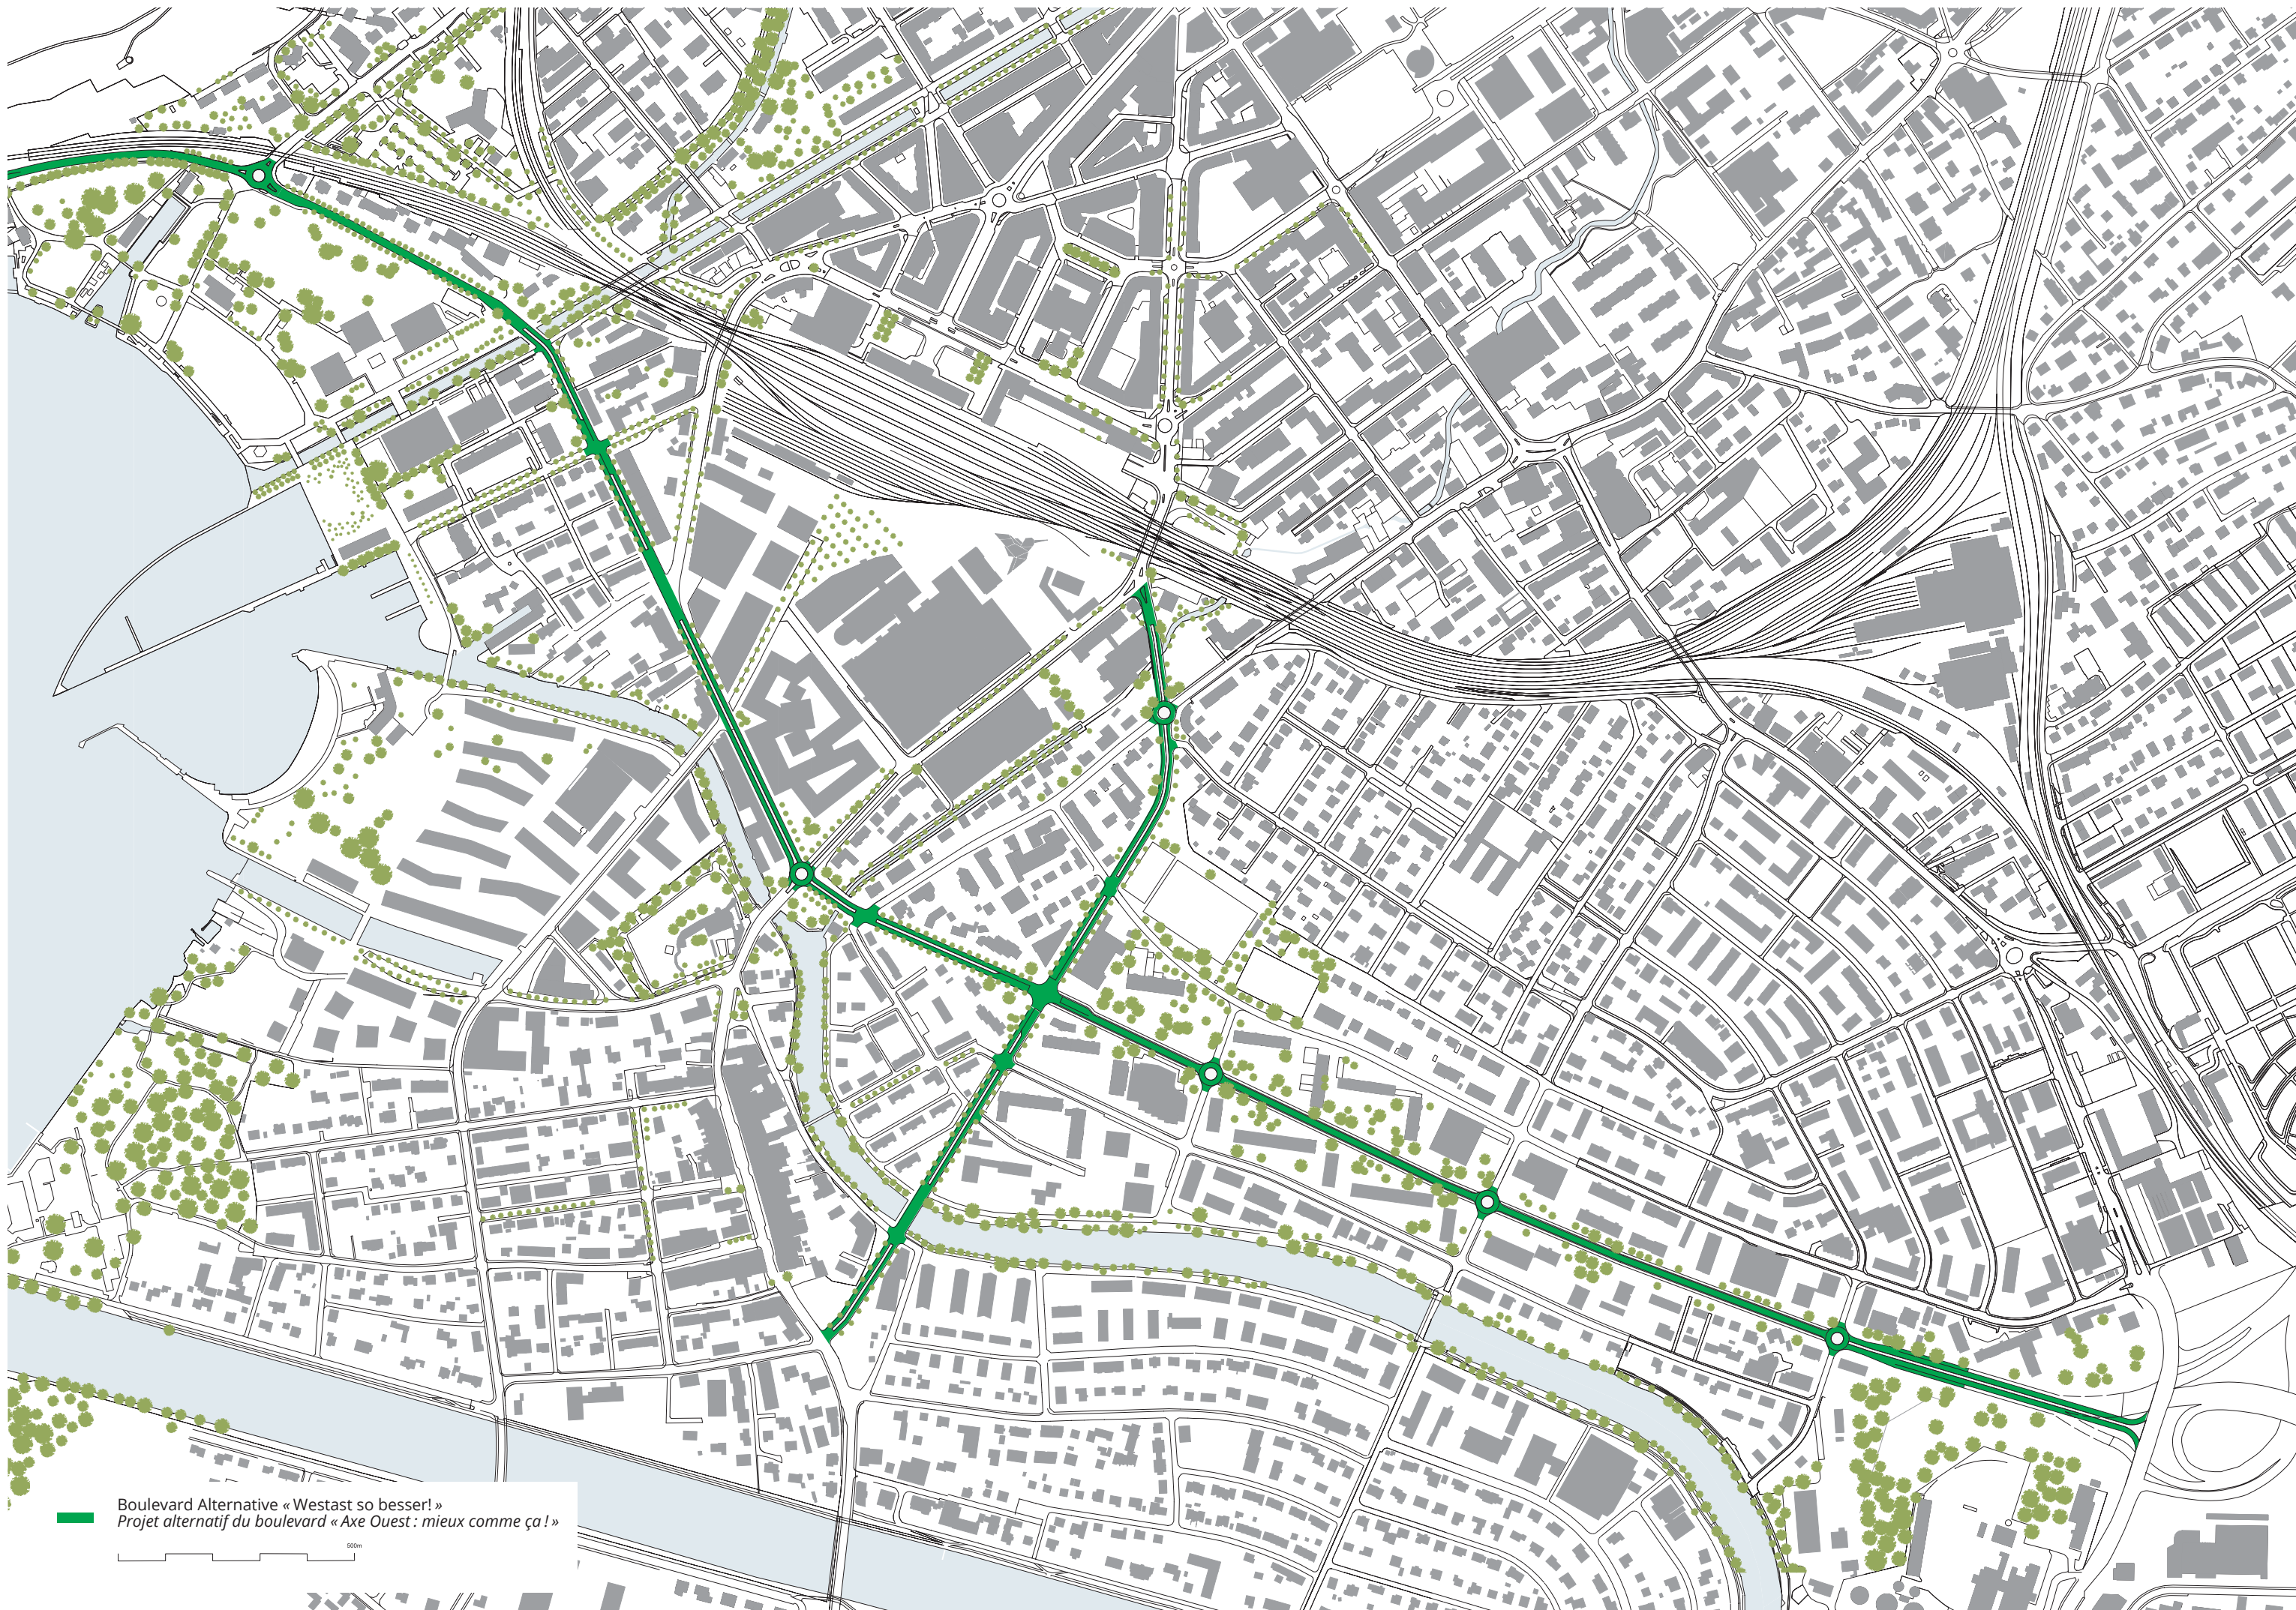 Boulevard Alternative « Westast so besser! »
Projet alternatif du boulevard « Axe Ouest : mieux comme ça ! »
500m